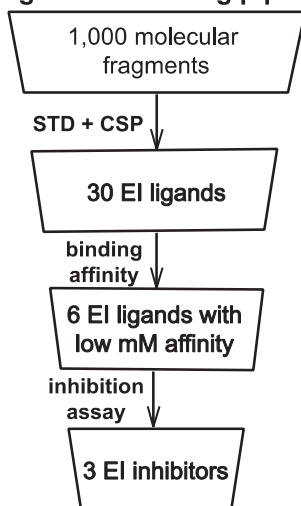 1,000 molecular
fragments
STD + CSP
30 EI ligands
binding
affinity
6 EI ligands with
low mM affinity
inhibition
assay
3 EI inhibitors